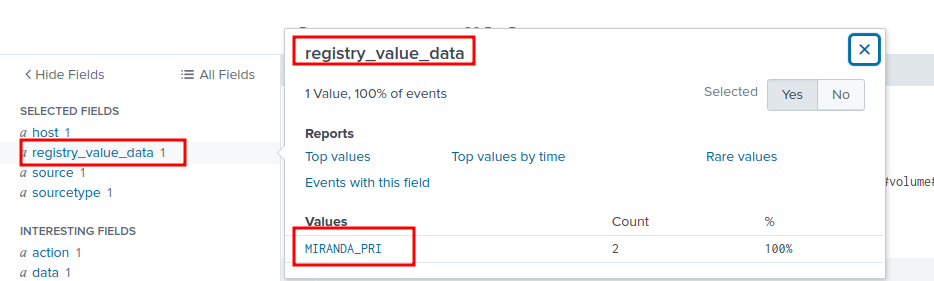 registry_value_data
Hide Fields
All Fields
1 Value, 100% of events
Selected
Yes
No
SELECTED FIELDS
a host 1
a registry_value_data 1
a source 1
a sourcetype 1
Reports
Top values
Top values by time
Rare values
Events with this field
#volume#
INTERESTING FIELDS
a action 1
a data 1
Values Count %
MIRANDA_PRI 2 100%